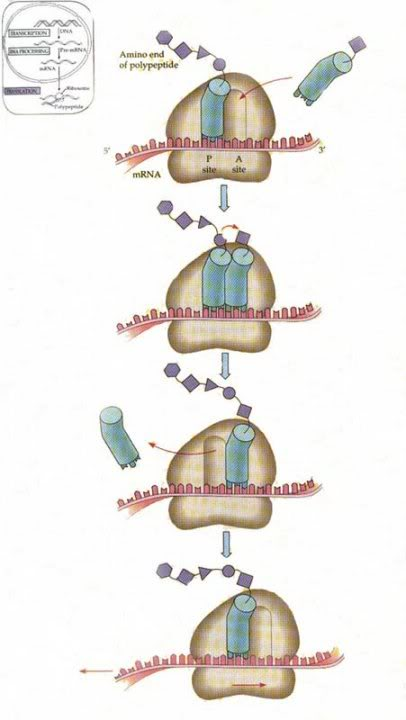 TRANSCRIPTION
DNA
RNA PROCESSING
Pre-mRNA
mRNA
Ribosome
TRANSLATION
Polypeptide
Amino end
of polypeptide
5'
3'
P
site
A
site
mRNA